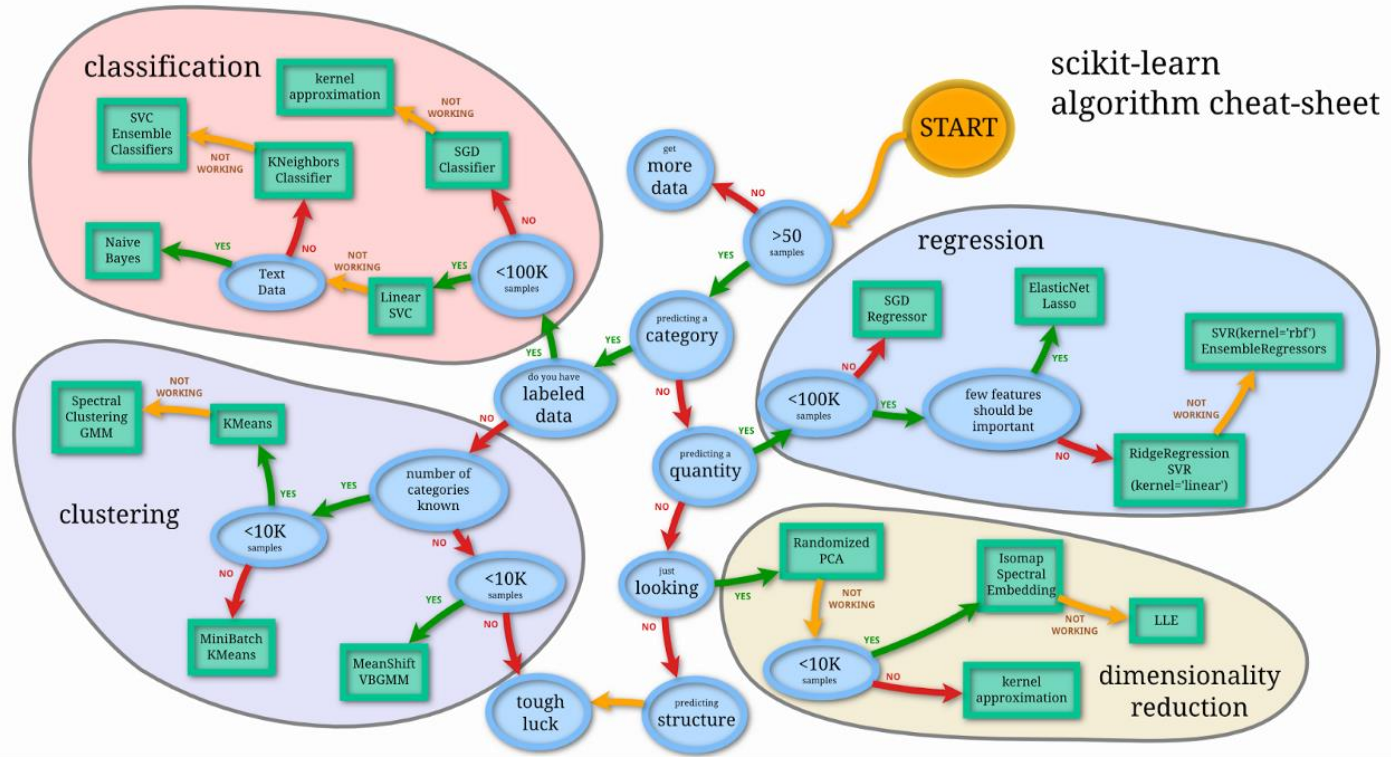 scikit-learn
algorithm cheat-sheet
START
>50
samples
NO
get
more
data
YES
predicting a
category
YES
do you have
labeled
data
YES
NO
NO
predicting a
quantity
YES
NO
just
looking
YES
NO
predicting
structure
tough
luck
classification
<100K
samples
NO
SGD
Classifier
NOT
WORKING
kernel
approximation
YES
Linear
SVC
NOT
WORKING
Text
Data
YES
Naive
Bayes
NO
KNeighbors
Classifier
NOT
WORKING
SVC
Ensemble
Classifiers
clustering
number of
categories
known
YES
<10K
samples
YES
KMeans
NOT
WORKING
Spectral
Clustering
GMM
NO
MiniBatch
KMeans
NO
<10K
samples
YES
MeanShift
VBGMM
NO
regression
<100K
samples
NO
SGD
Regressor
YES
few features
should be
important
YES
ElasticNet
Lasso
NO
RidgeRegression
SVR
(kernel='linear')
NOT
WORKING
SVR(kernel='rbf')
EnsembleRegressors
dimensionality
reduction
Randomized
PCA
NOT
WORKING
<10K
samples
YES
Isomap
Spectral
Embedding
NOT
WORKING
LLE
NO
kernel
approximation